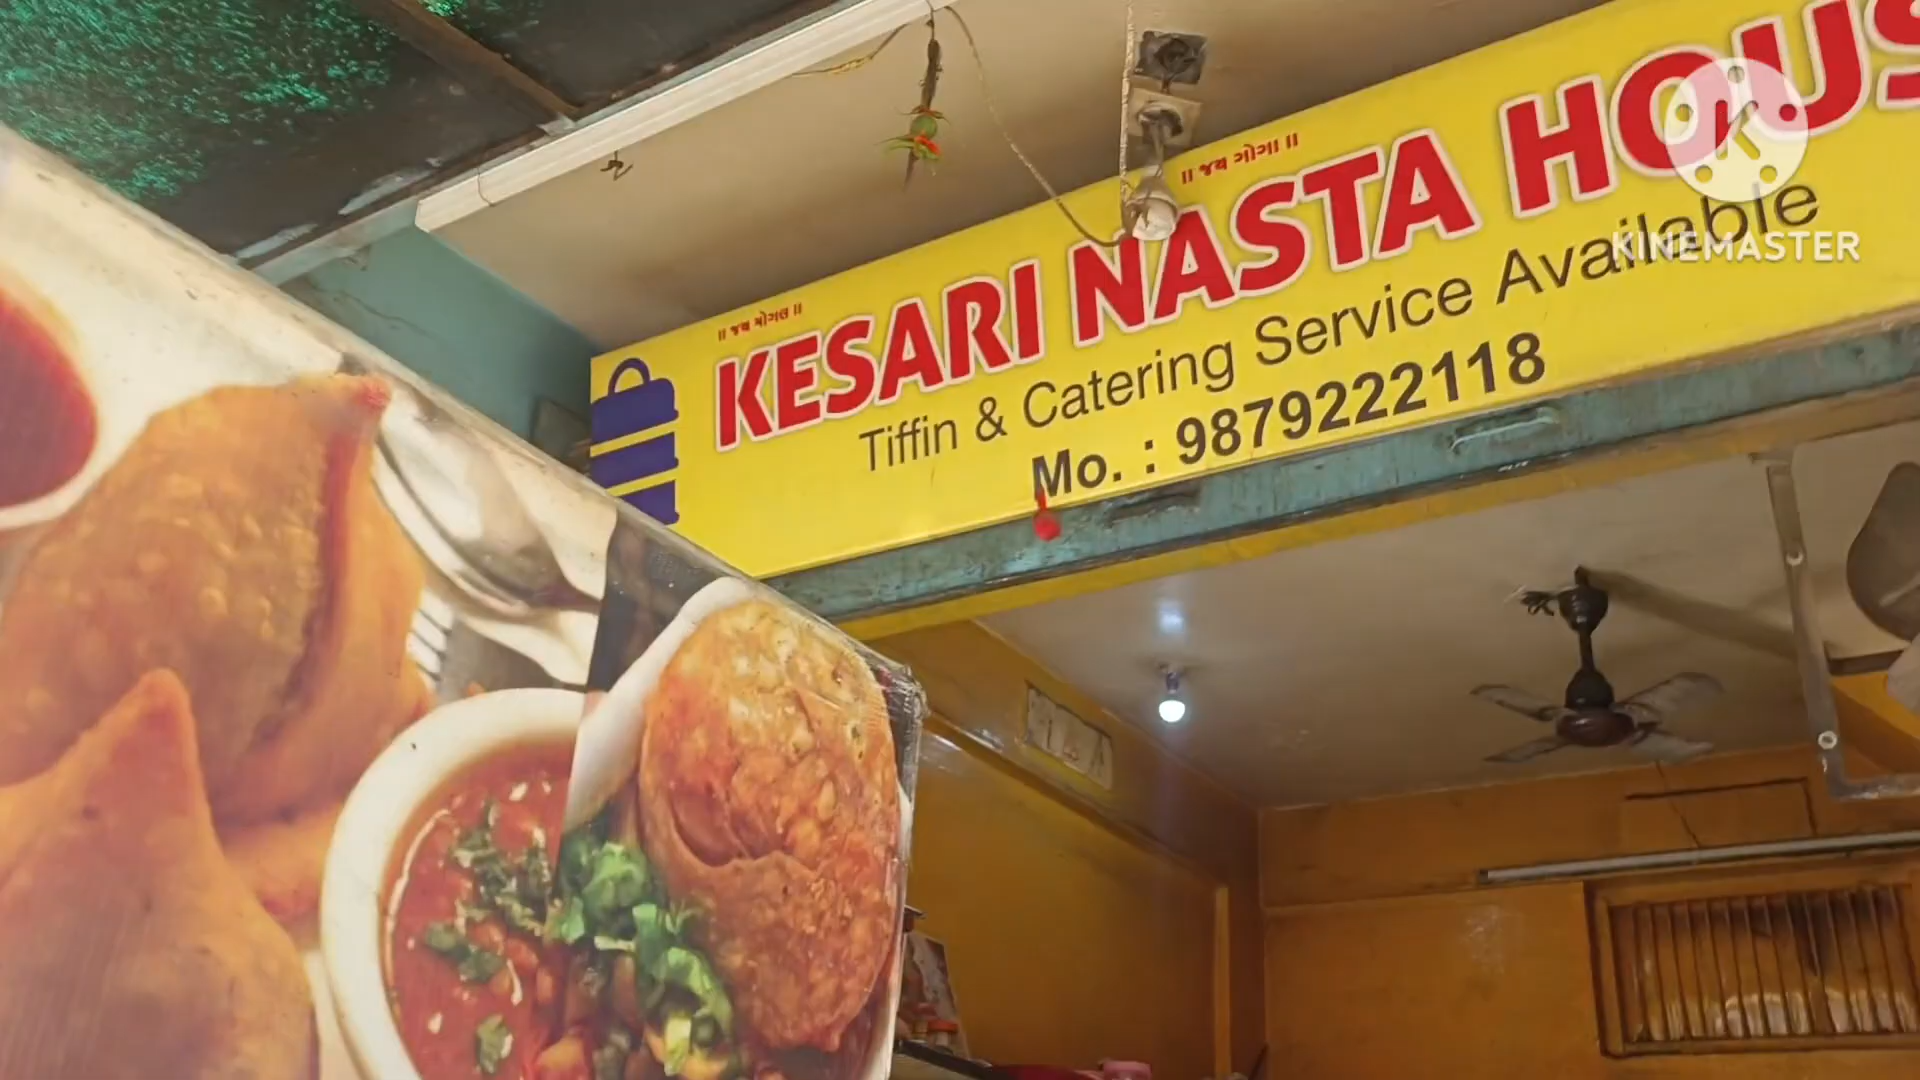 ॥ જય ગોગા ॥
॥ જય મોગલ ॥
KESARI NASTA HOUS
Tiffin & Catering Service Available
Mo. : 9879222118
KINEMASTER